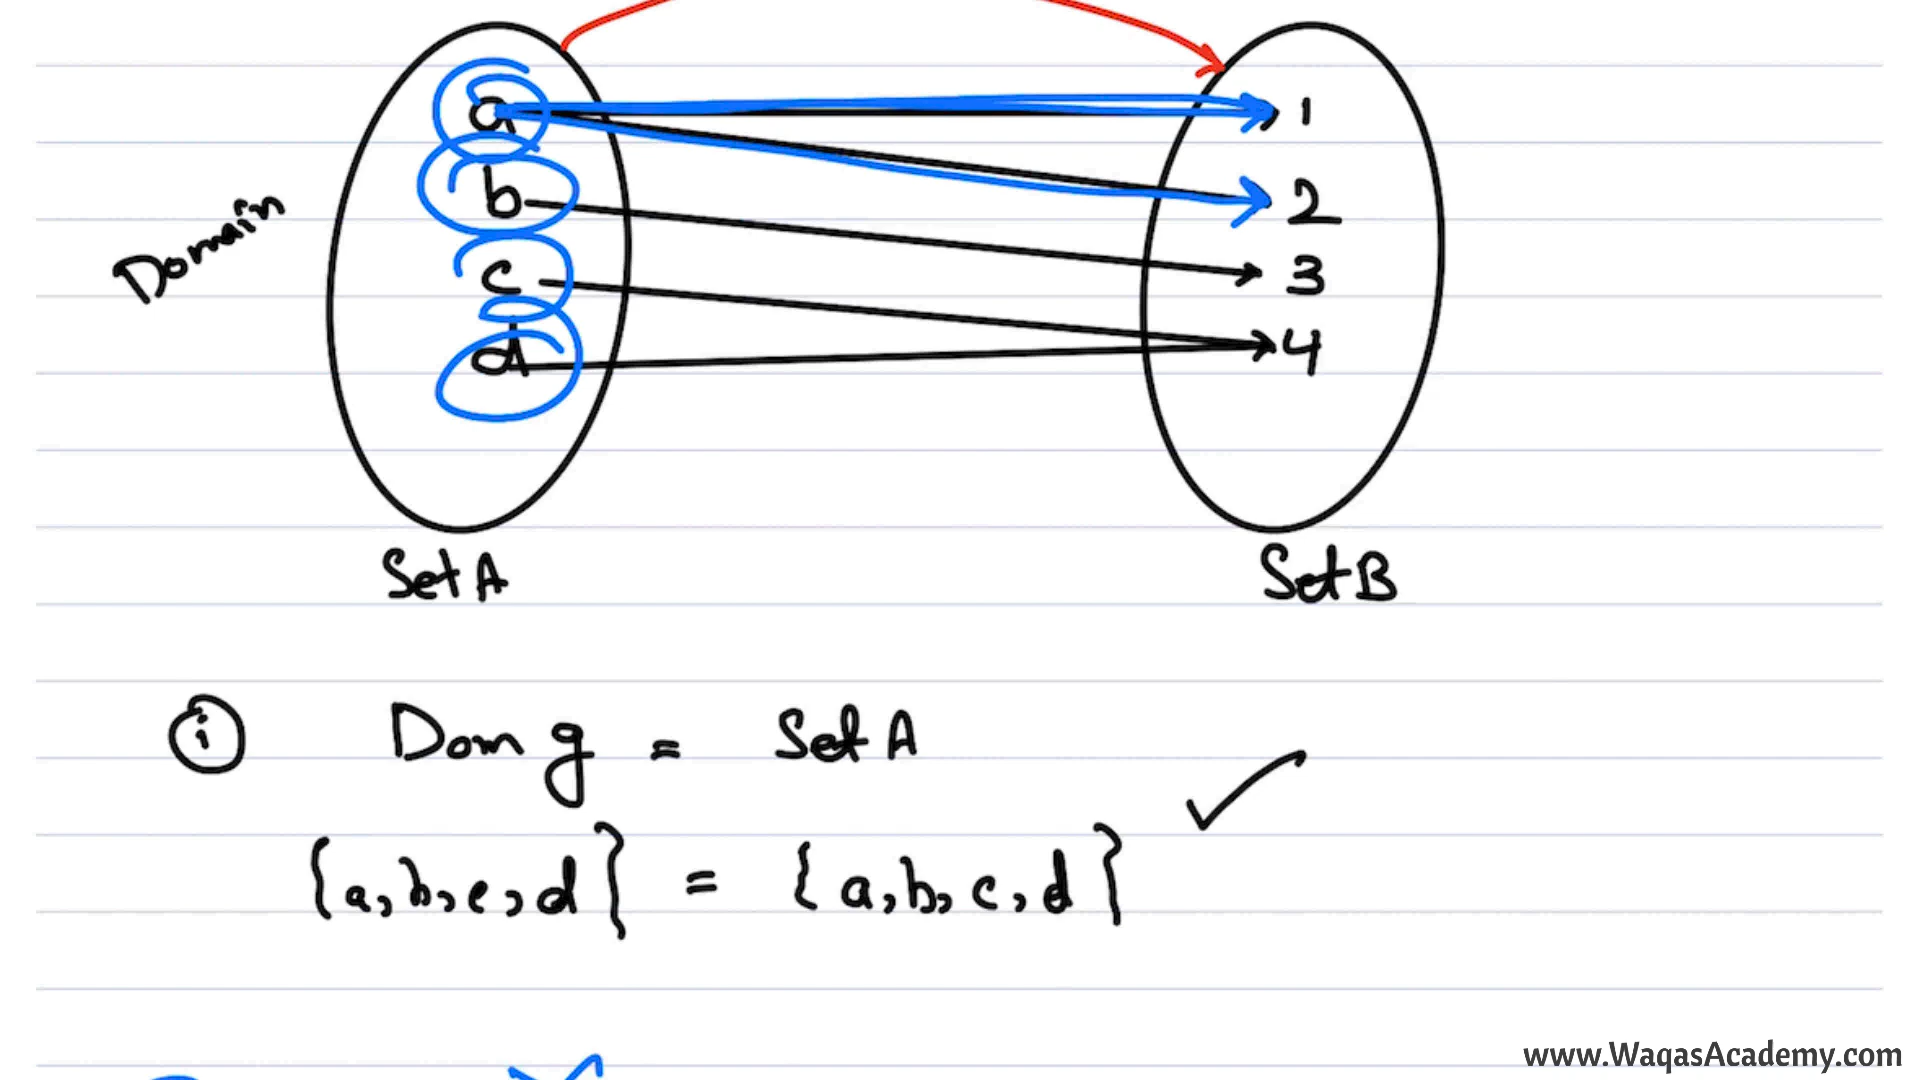 a 1
b 2
Domain
c 3
d 4
Set A Set B
i Dom g = Set A
{a,b,c,d} = {a,b,c,d}
www.WaqasAcademy.com